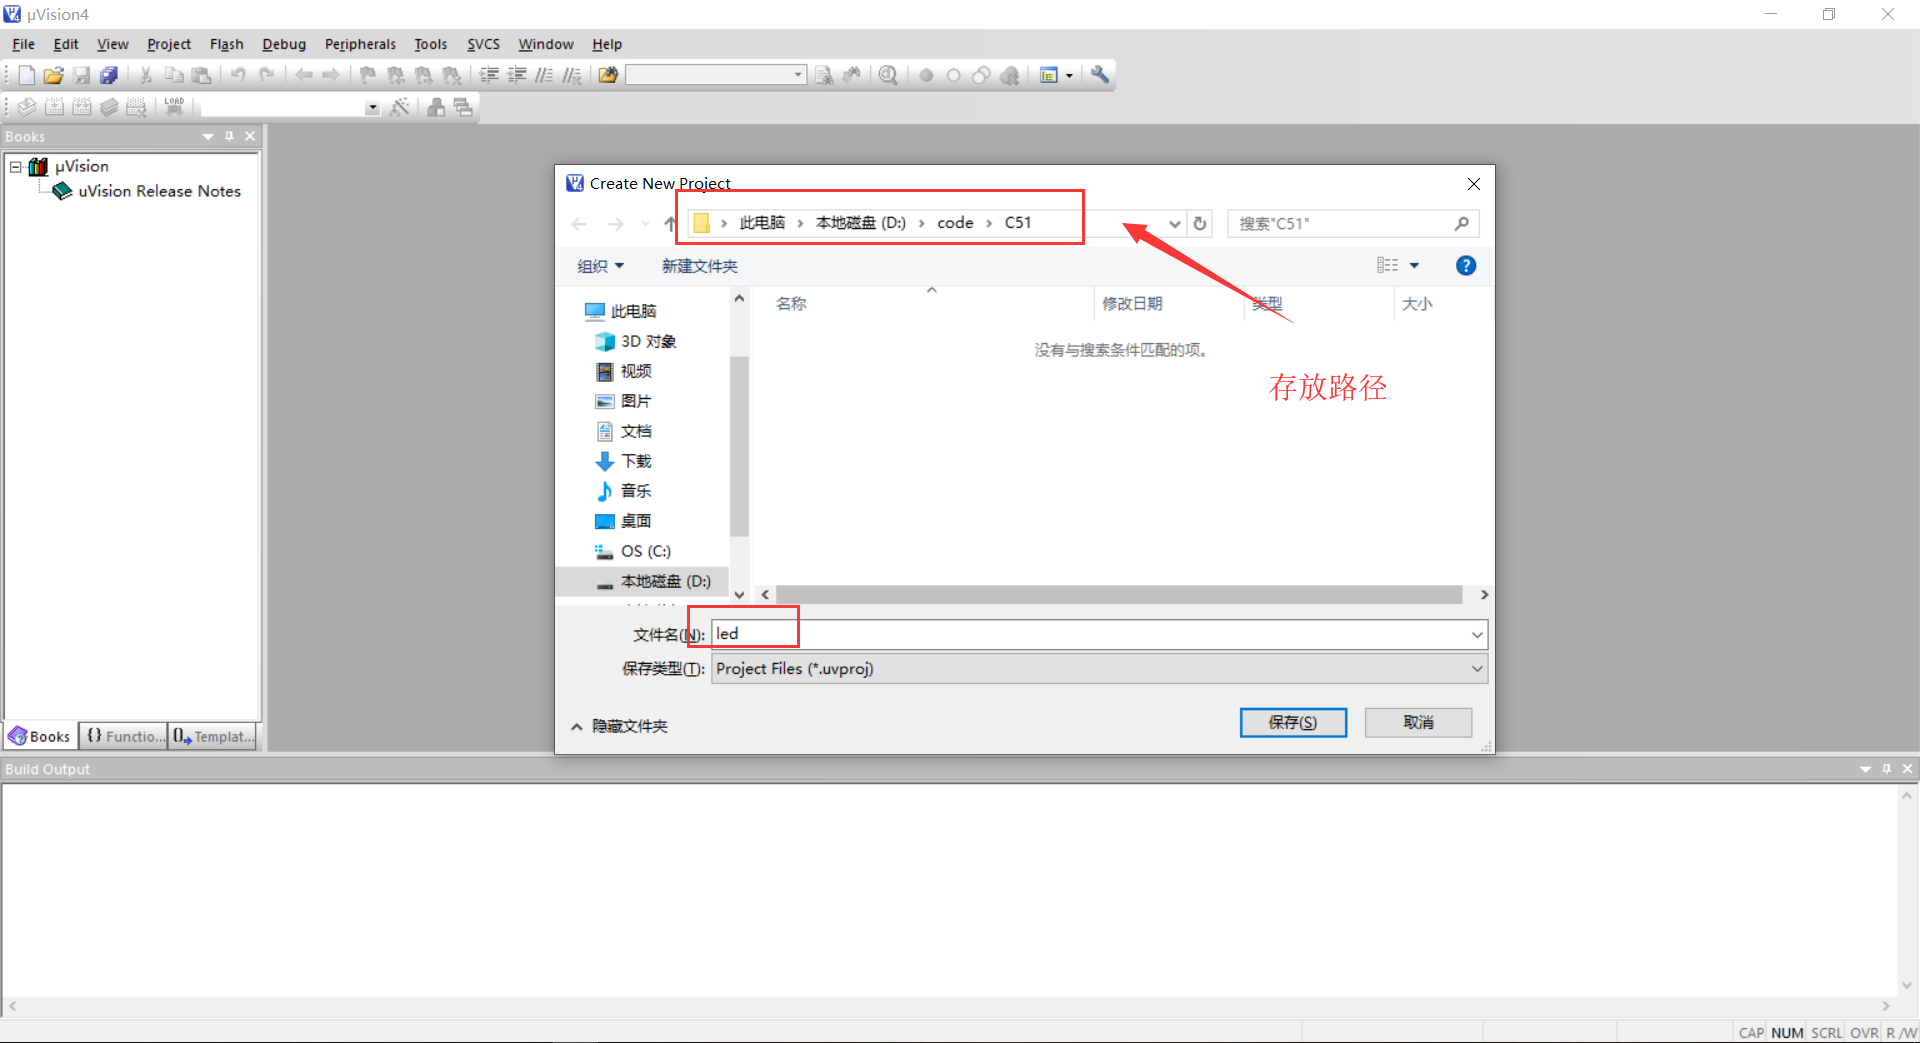 µVision4
File Edit View Project Flash Debug Peripherals Tools SVCS Window Help
LOAD
Books
µVision
uVision Release Notes
Create New Project
此电脑 › 本地磁盘 (D:) › code › C51
搜索"C51"
组织 新建文件夹
名称 修改日期 类型 大小
没有与搜索条件匹配的项。
存放路径
此电脑
3D 对象
视频
图片
文档
下载
音乐
桌面
OS (C:)
本地磁盘 (D:)
文件名(N): led
保存类型(T): Project Files (*.uvproj)
隐藏文件夹
保存(S) 取消
Books {} Functio... Templat...
Build Output
CAP NUM SCRL OVR R /W